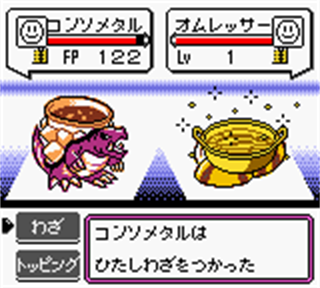 コンソメタル
FP 122
オムレッサー
Lv 1
わざ
トッピング
コンソメタルは
ひたしわざをつかった